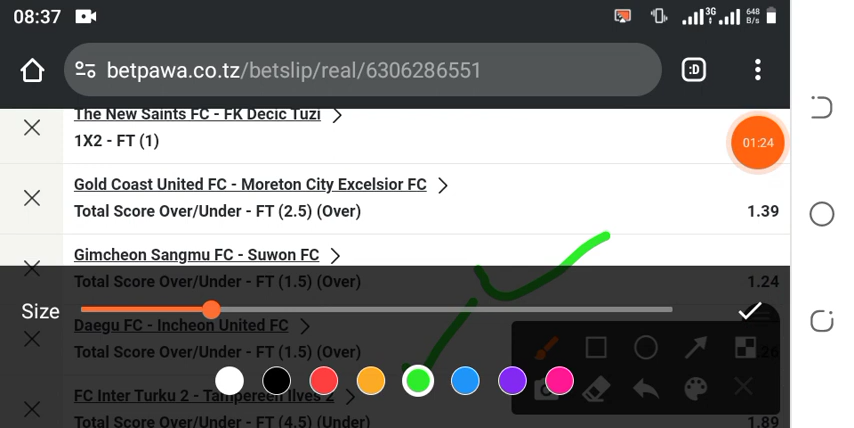 08:37
3G
648
B/s
betpawa.co.tz/betslip/real/6306286551
:D
The New Saints FC - FK Decic Tuzi
1X2 - FT (1)
01:24
Gold Coast United FC - Moreton City Excelsior FC
Total Score Over/Under - FT (2.5) (Over)
1.39
Gimcheon Sangmu FC - Suwon FC
Total Score Over/Under - FT (1.5) (Over)
1.24
Size
Daegu FC - Incheon United FC
Total Score Over/Under - FT (1.5) (Over)
FC Inter Turku 2 - Tampereen Ilves 2
Total Score Over/Under - FT (4.5) (Under)
1.89